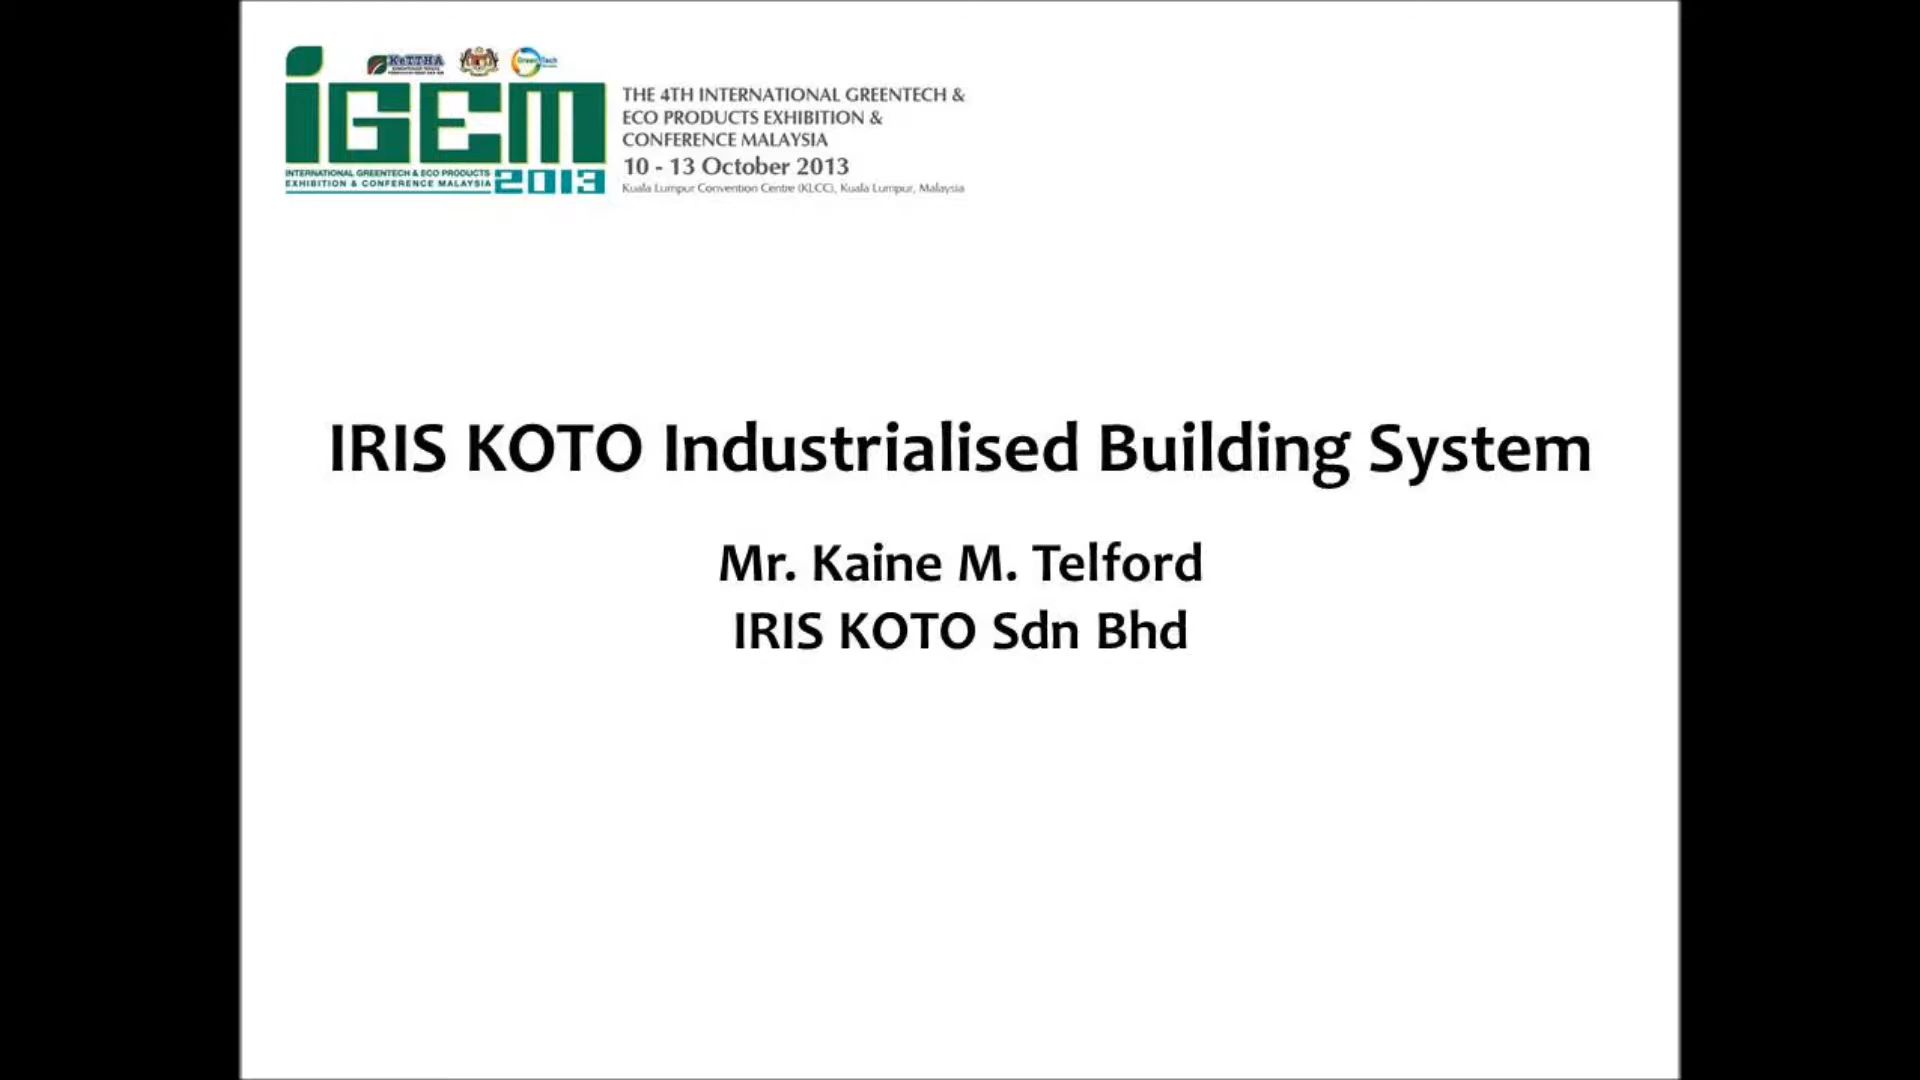 KeTTHA
GreenTech
iGEM
INTERNATIONAL GREENTECH & ECO PRODUCTS
EXHIBITION & CONFERENCE MALAYSIA
2013
THE 4TH INTERNATIONAL GREENTECH &
ECO PRODUCTS EXHIBITION &
CONFERENCE MALAYSIA
10 - 13 October 2013
Kuala Lumpur Convention Centre (KLCC), Kuala Lumpur, Malaysia
IRIS KOTO Industrialised Building System
Mr. Kaine M. Telford
IRIS KOTO Sdn Bhd